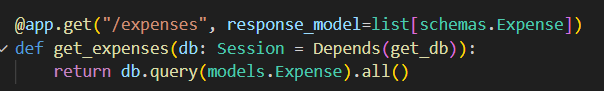 @app.get("/expenses", response_model=list[schemas.Expense])
def get_expenses(db: Session = Depends(get_db)):
    return db.query(models.Expense).all()